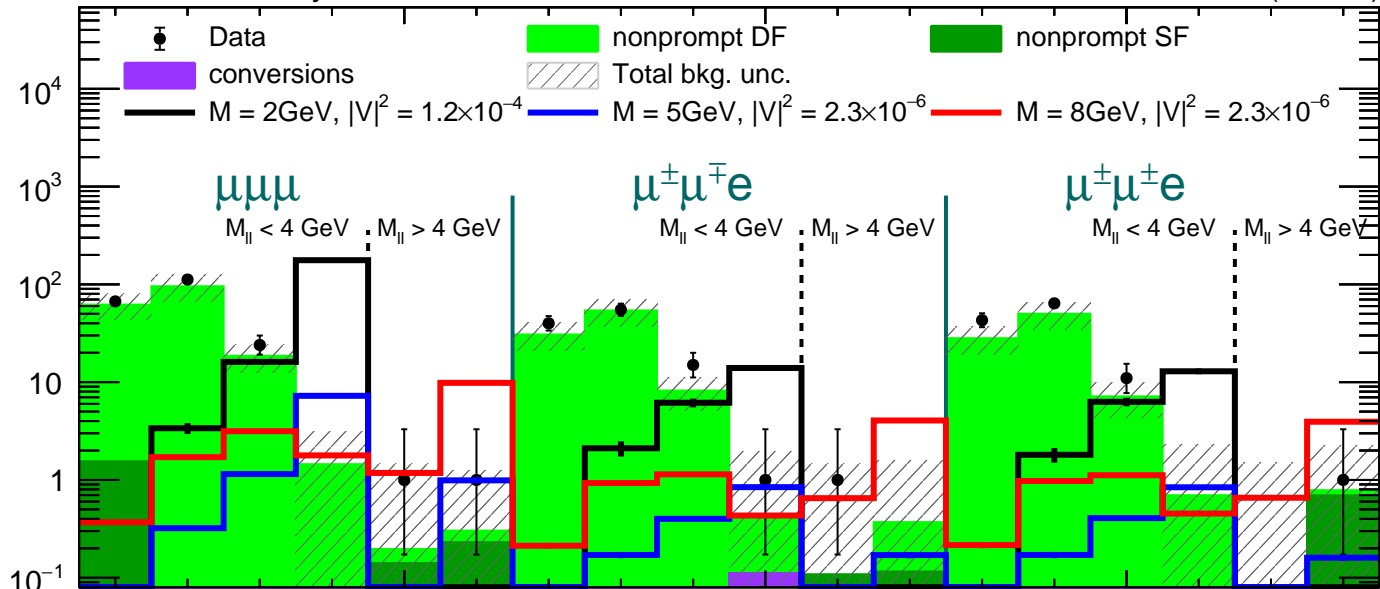 Data
nonprompt DF
nonprompt SF
conversions
Total bkg. unc.
M = 2GeV, |V|² = 1.2×10⁻⁴
M = 5GeV, |V|² = 2.3×10⁻⁶
M = 8GeV, |V|² = 2.3×10⁻⁶
10⁴
10³
10²
10
1
10⁻¹
μμμ
μ±μ∓e
μ±μ±e
M_ll < 4 GeV
M_ll > 4 GeV
M_ll < 4 GeV
M_ll > 4 GeV
M_ll < 4 GeV
M_ll > 4 GeV